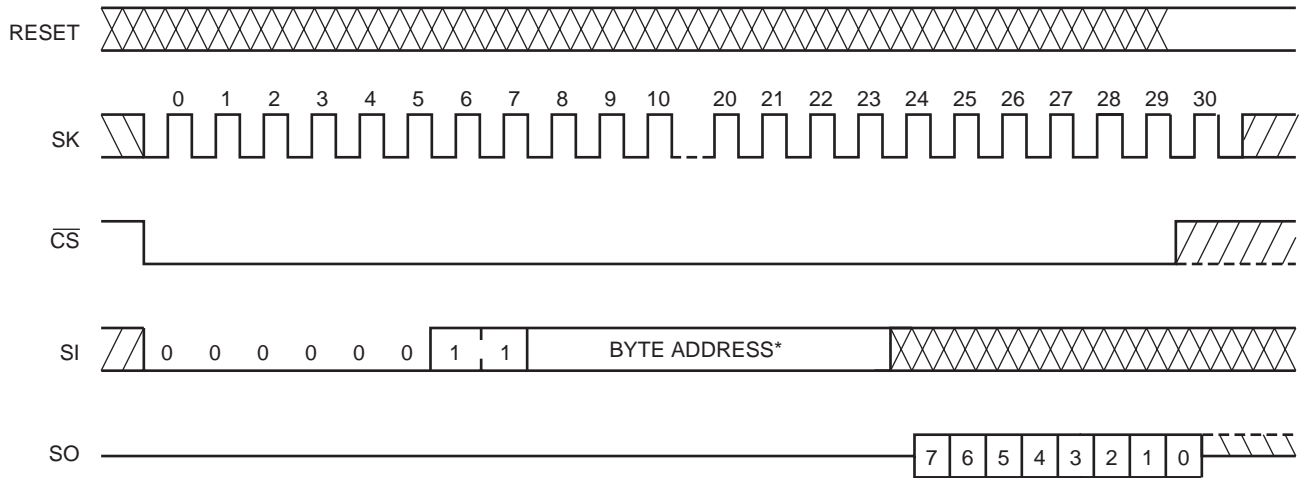 RESET
0 1 2 3 4 5 6 7 8 9 10 20 21 22 23 24 25 26 27 28 29 30
SK
CS
SI 0 0 0 0 0 0 1 1 BYTE ADDRESS*
SO 7 6 5 4 3 2 1 0